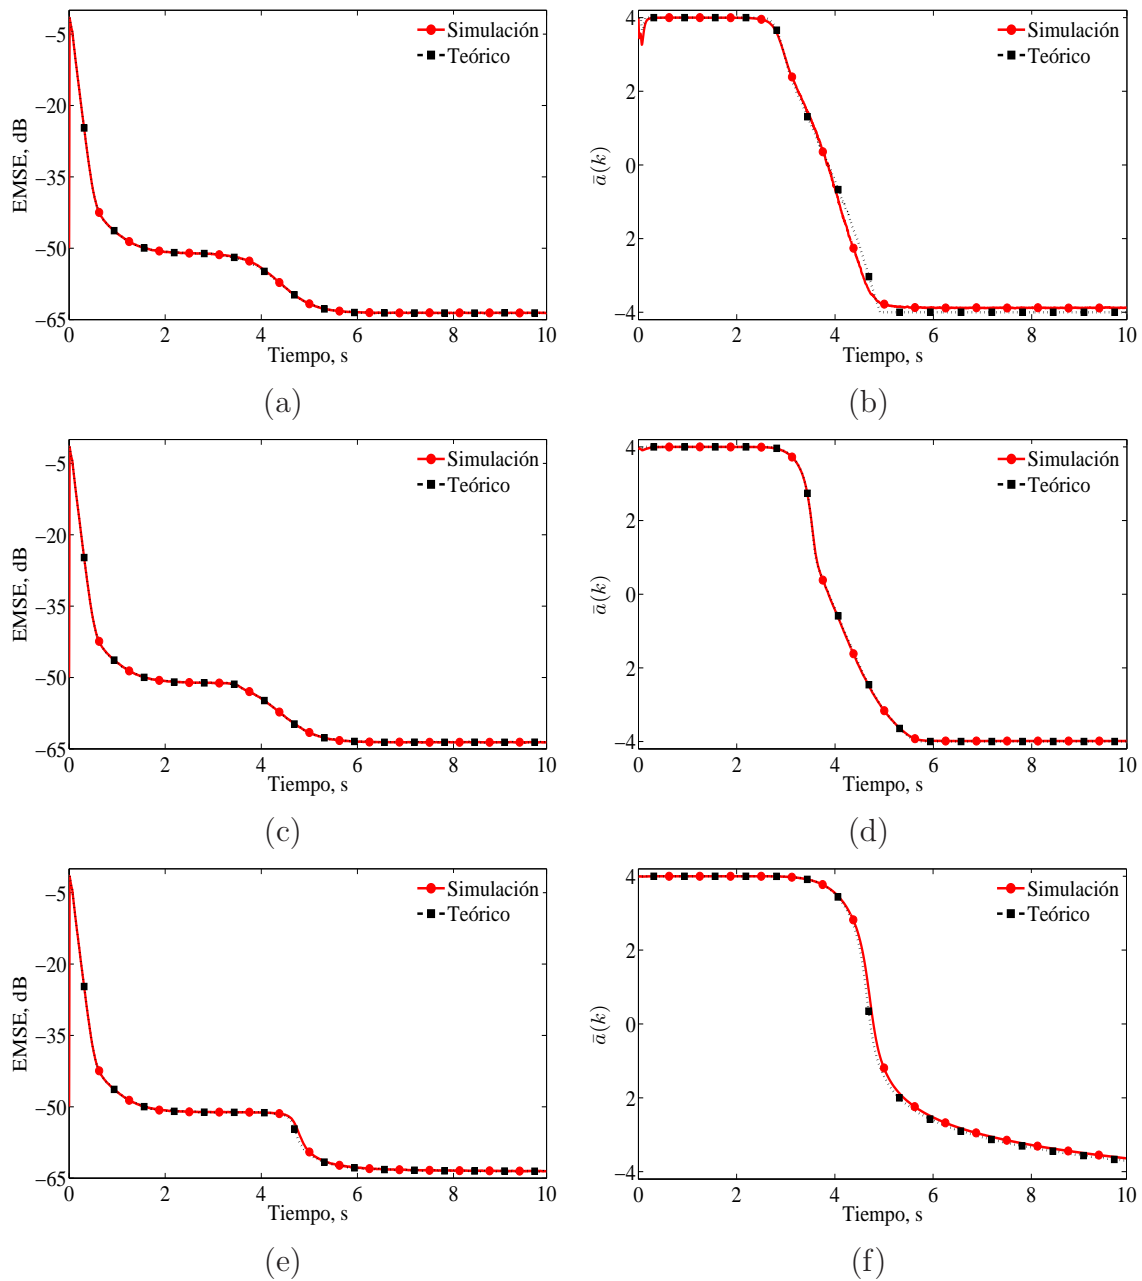 −5
−20
−35
−50
−65
EMSE, dB
Simulación
Teórico
0
2
4
6
8
10
Tiempo, s
(a)
4
2
0
2
−4
ā(k)
Simulación
Teórico
0
2
4
6
8
10
Tiempo, s
(b)
−5
−20
−35
−50
−65
EMSE, dB
Simulación
Teórico
0
2
4
6
8
10
Tiempo, s
(c)
4
2
0
2
−4
ā(k)
Simulación
Teórico
0
2
4
6
8
10
Tiempo, s
(d)
−5
−20
−35
−50
−65
EMSE, dB
Simulación
Teórico
0
2
4
6
8
10
Tiempo, s
(e)
4
2
0
2
−4
ā(k)
Simulación
Teórico
0
2
4
6
8
10
Tiempo, s
(f)